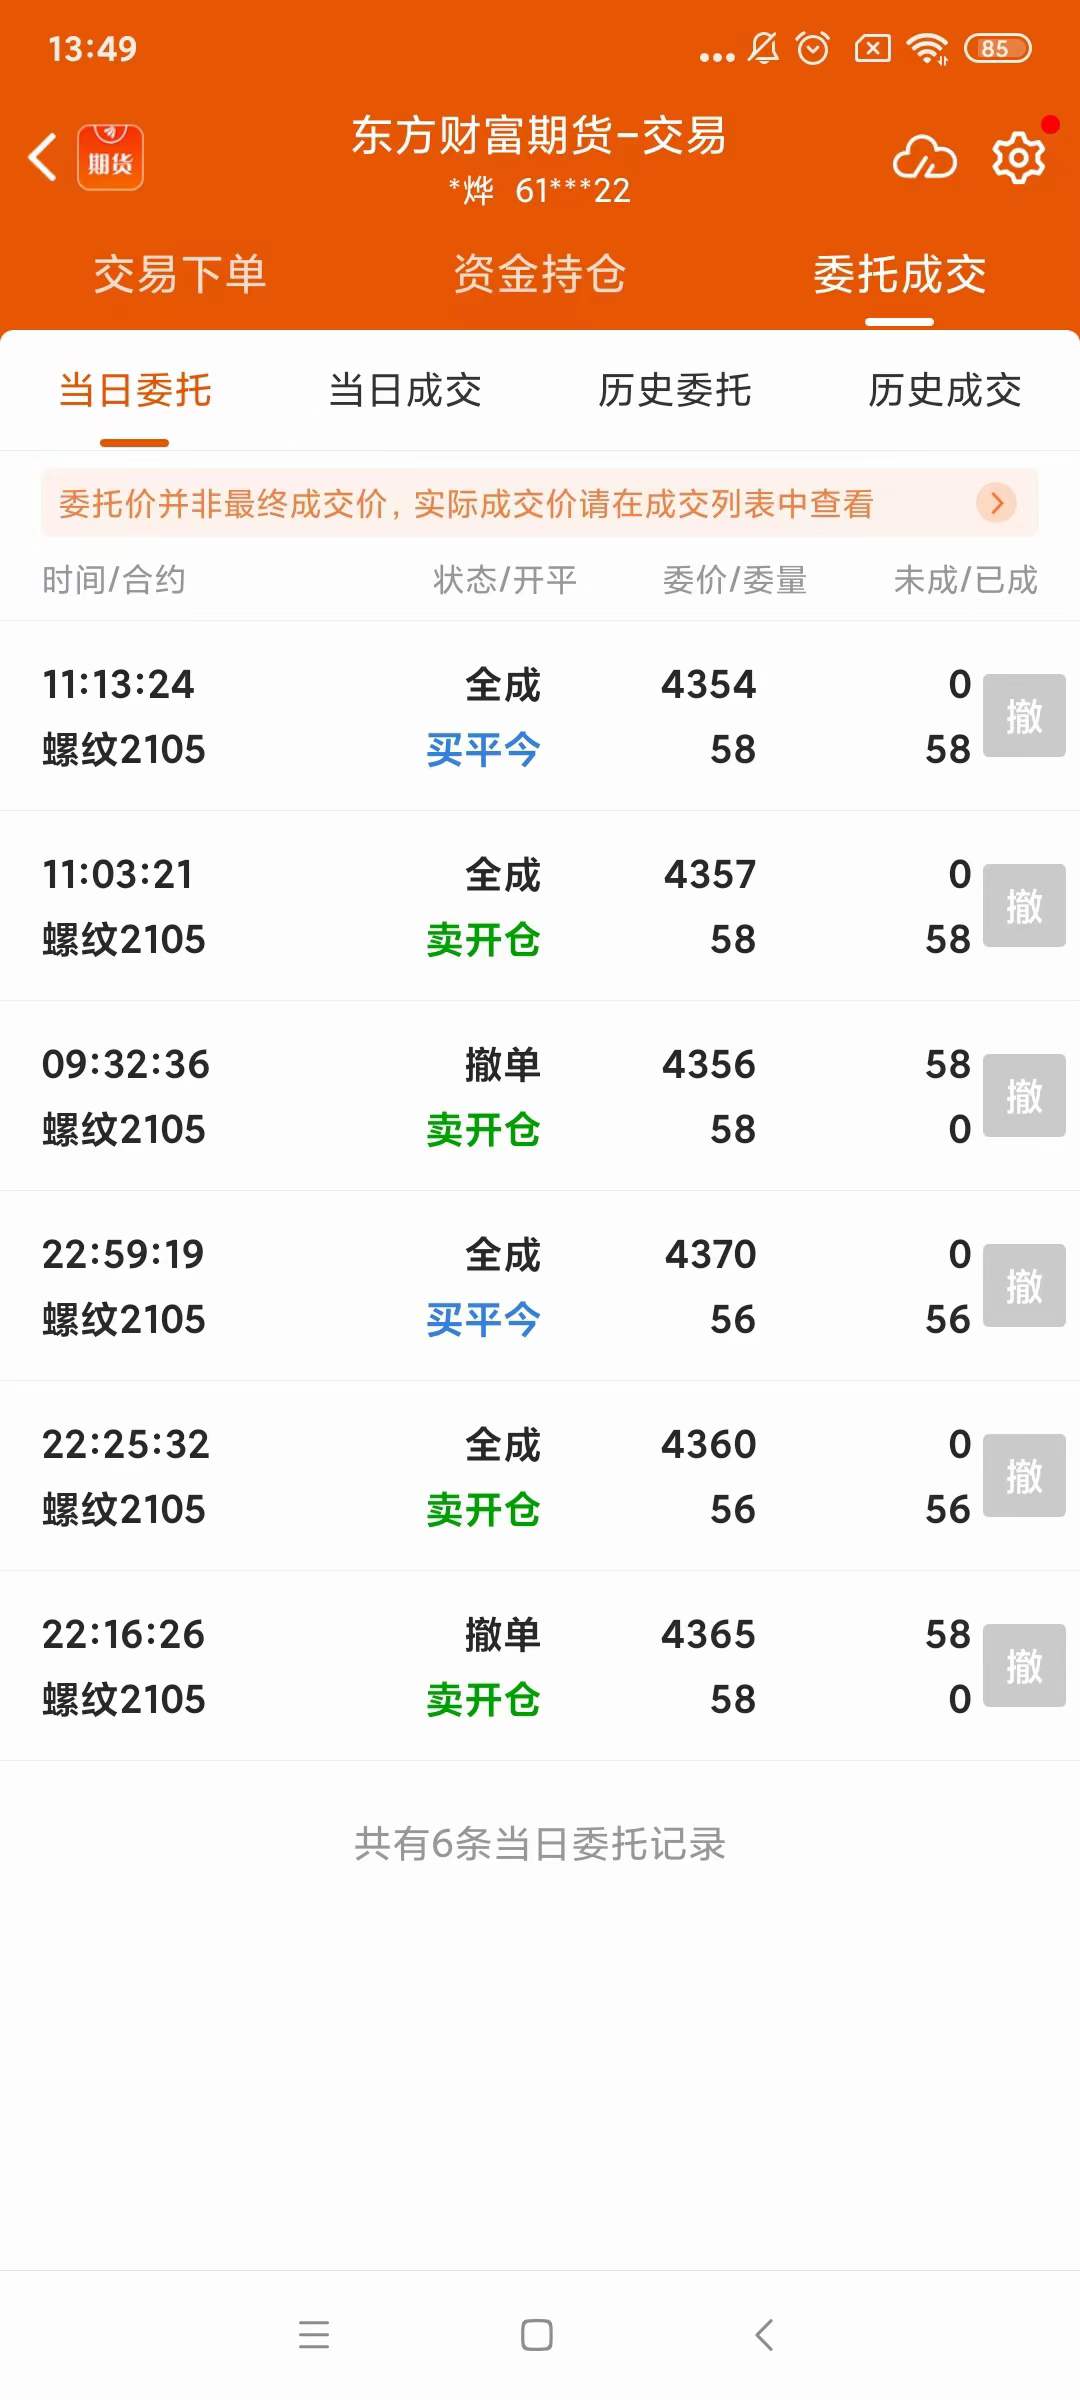 13:49
85
东方财富期货-交易
期货
*烨 61***22
交易下单 资金持仓 委托成交
当日委托 当日成交 历史委托 历史成交
委托价并非最终成交价, 实际成交价请在成交列表中查看
时间/合约 状态/开平 委价/委量 未成/已成
11:13:24 全成 4354 0
撤
螺纹2105 买平今 58 58
11:03:21 全成 4357 0
撤
螺纹2105 卖开仓 58 58
09:32:36 撤单 4356 58
撤
螺纹2105 卖开仓 58 0
22:59:19 全成 4370 0
撤
螺纹2105 买平今 56 56
22:25:32 全成 4360 0
撤
螺纹2105 卖开仓 56 56
22:16:26 撤单 4365 58
撤
螺纹2105 卖开仓 58 0
共有6条当日委托记录